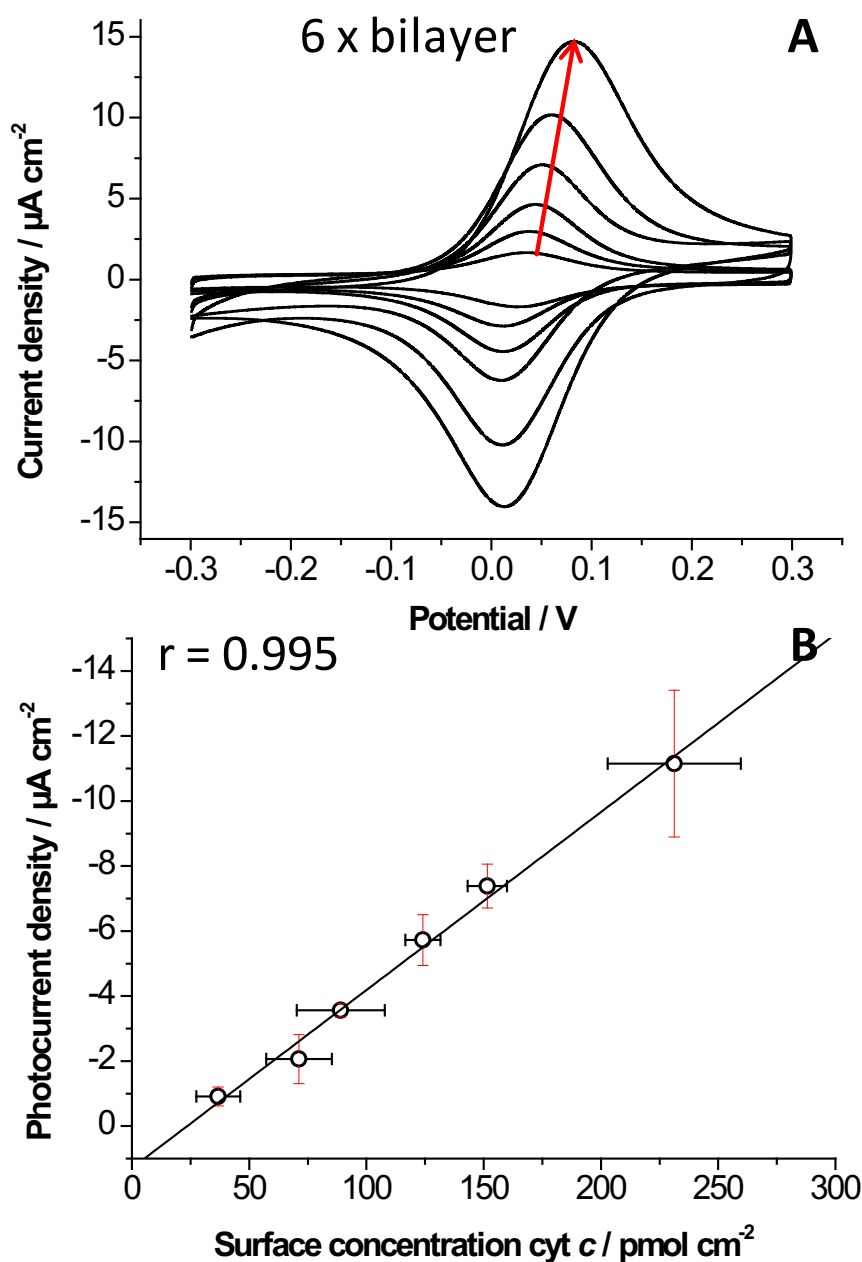 6 x bilayer
A
15
10
5
0
-5
-10
-15
Current density / µA cm-2
-0.3 -0.2 -0.1 0.0 0.1 0.2 0.3
Potential / V
r = 0.995
B
-14
-12
-10
-8
-6
-4
-2
0
Photocurrent density / µA cm-2
0 50 100 150 200 250 300
Surface concentration cyt c / pmol cm-2